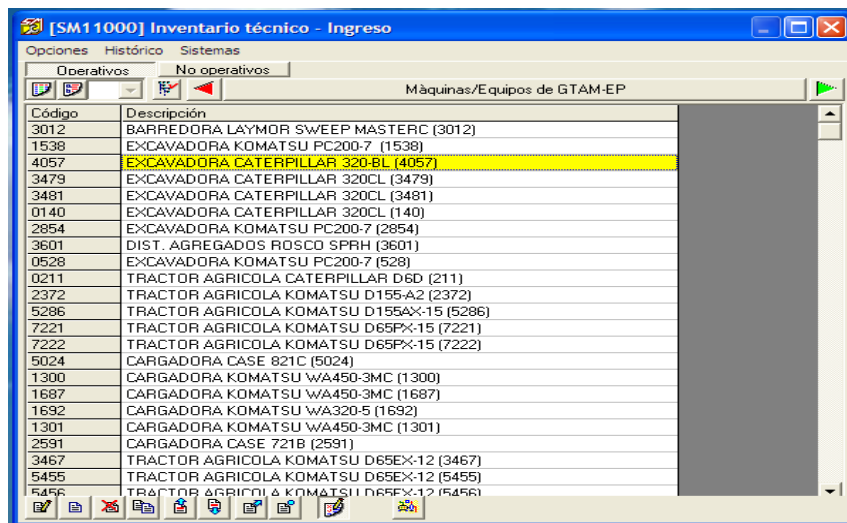 [SM11000] Inventario técnico - Ingreso
Opciones Histórico Sistemas
Operativos No operativos
Màquinas/Equipos de GTAM-EP
Código Descripción
3012 BARREDORA LAYMOR SWEEP MASTERC (3012)
1538 EXCAVADORA KOMATSU PC200-7 (1538)
4057 EXCAVADORA CATERPILLAR 320-BL (4057)
3479 EXCAVADORA CATERPILLAR 320CL (3479)
3481 EXCAVADORA CATERPILLAR 320CL (3481)
0140 EXCAVADORA CATERPILLAR 320CL (140)
2854 EXCAVADORA KOMATSU PC200-7 (2854)
3601 DIST. AGREGADOS ROSCO SPRH (3601)
0528 EXCAVADORA KOMATSU PC200-7 (528)
0211 TRACTOR AGRICOLA CATERPILLAR D6D (211)
2372 TRACTOR AGRICOLA KOMATSU D155-A2 (2372)
5286 TRACTOR AGRICOLA KOMATSU D155AX-15 (5286)
7221 TRACTOR AGRICOLA KOMATSU D65PX-15 (7221)
7222 TRACTOR AGRICOLA KOMATSU D65PX-15 (7222)
5024 CARGADORA CASE 821C (5024)
1300 CARGADORA KOMATSU WA450-3MC (1300)
1687 CARGADORA KOMATSU WA450-3MC (1687)
1692 CARGADORA KOMATSU WA320-5 (1692)
1301 CARGADORA KOMATSU WA450-3MC (1301)
2591 CARGADORA CASE 721B (2591)
3467 TRACTOR AGRICOLA KOMATSU D65EX-12 (3467)
5455 TRACTOR AGRICOLA KOMATSU D65EX-12 (5455)
5456 TRACTOR AGRICOLA KOMATSU D65EX-12 (5456)